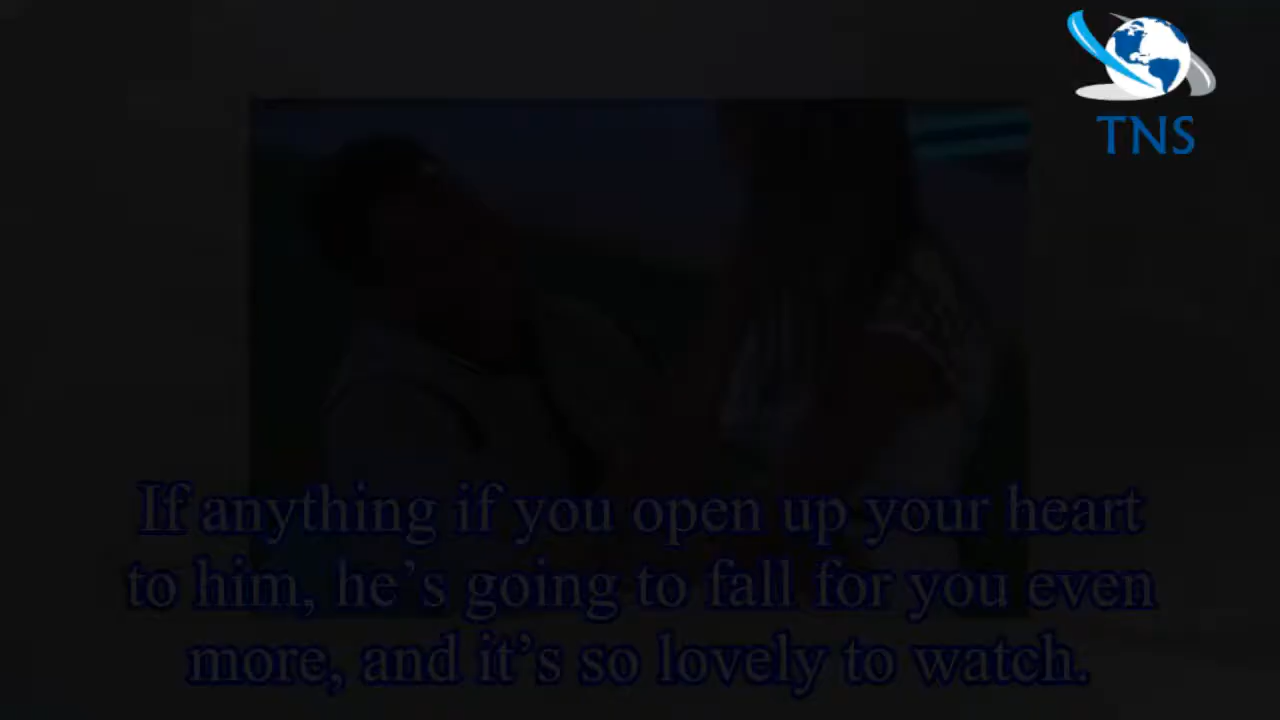 TNS
If anything if you open up your heart
to him, he’s going to fall for you even
more, and it’s so lovely to watch.